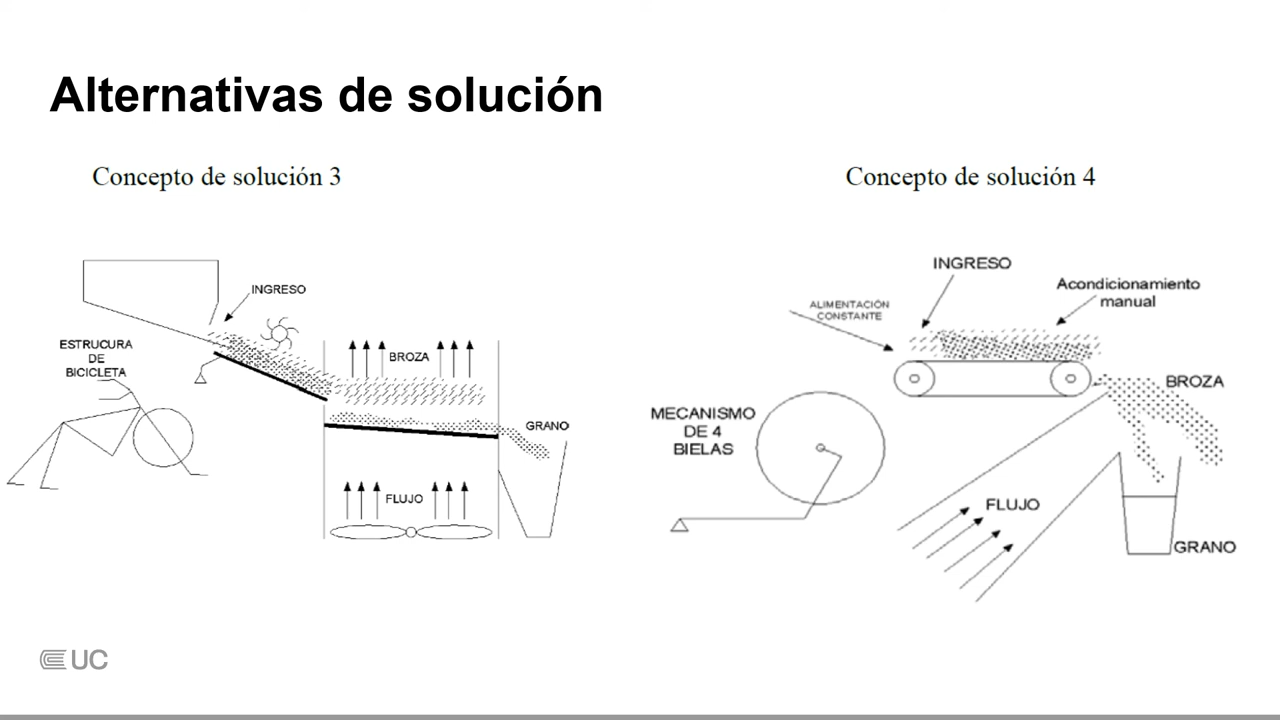 Alternativas de solución
Concepto de solución 3
INGRESO
ESTRUCURA
DE
BICICLETA
BROZA
GRANO
FLUJO
Concepto de solución 4
INGRESO
Acondicionamiento
manual
ALIMENTACIÓN
CONSTANTE
BROZA
MECANISMO
DE 4
BIELAS
FLUJO
GRANO
UC